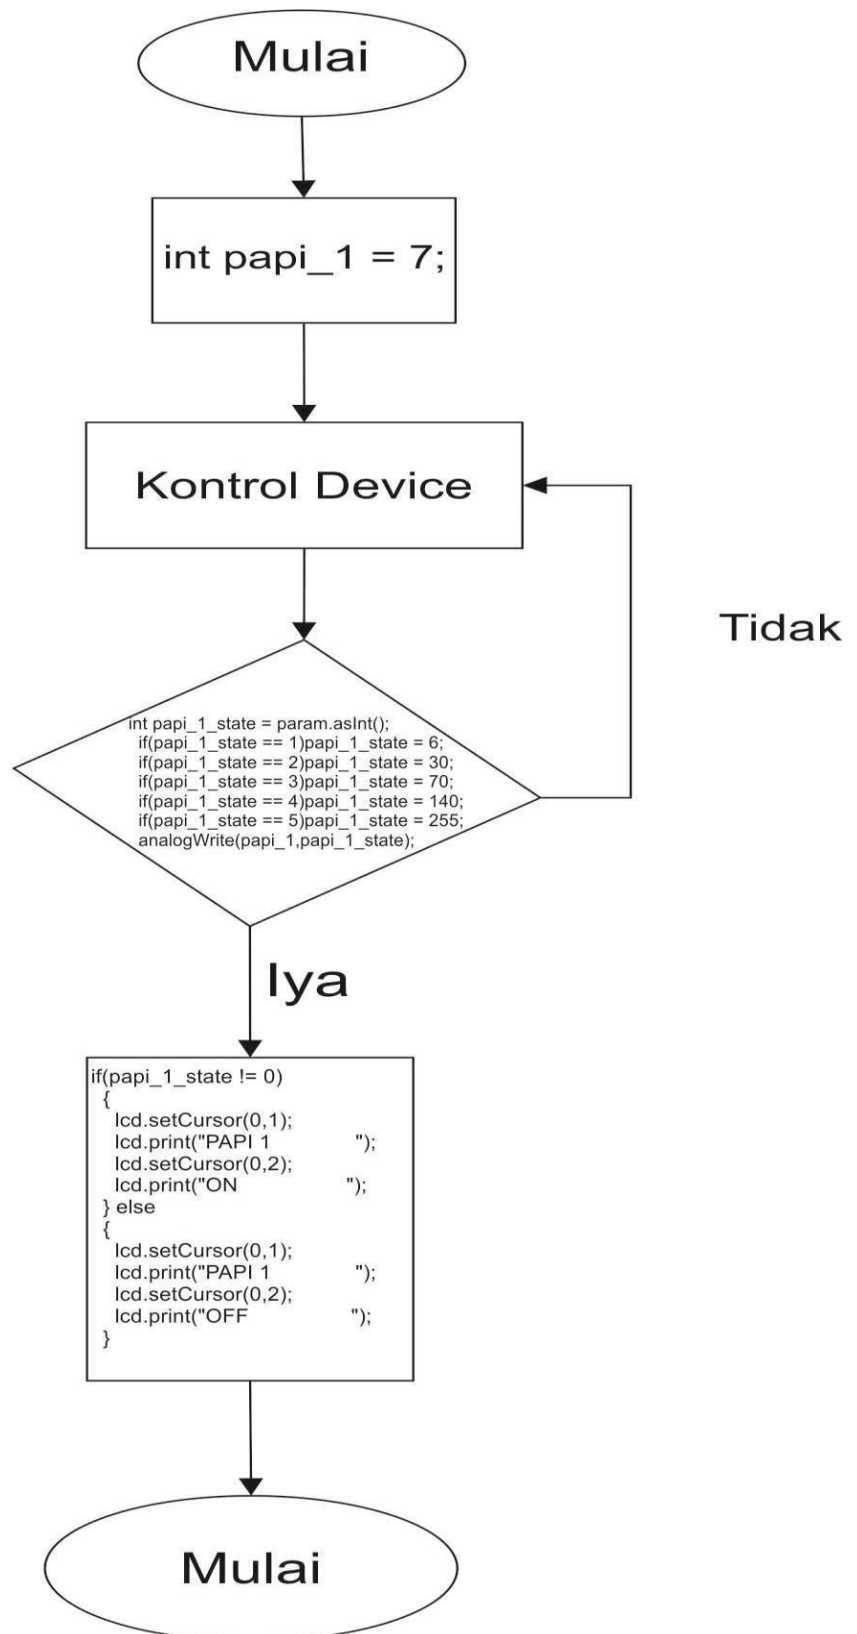 Mulai
int papi_1 = 7;
Kontrol Device
Tidak
int papi_1_state = param.asInt();
if(papi_1_state == 1)papi_1_state = 6;
if(papi_1_state == 2)papi_1_state = 30;
if(papi_1_state == 3)papi_1_state = 70;
if(papi_1_state == 4)papi_1_state = 140;
if(papi_1_state == 5)papi_1_state = 255;
analogWrite(papi_1,papi_1_state);
Iya
if(papi_1_state != 0)
{
lcd.setCursor(0,1);
lcd.print("PAPI 1              ");
lcd.setCursor(0,2);
lcd.print("ON                  ");
} else
{
lcd.setCursor(0,1);
lcd.print("PAPI 1              ");
lcd.setCursor(0,2);
lcd.print("OFF                 ");
}
Mulai